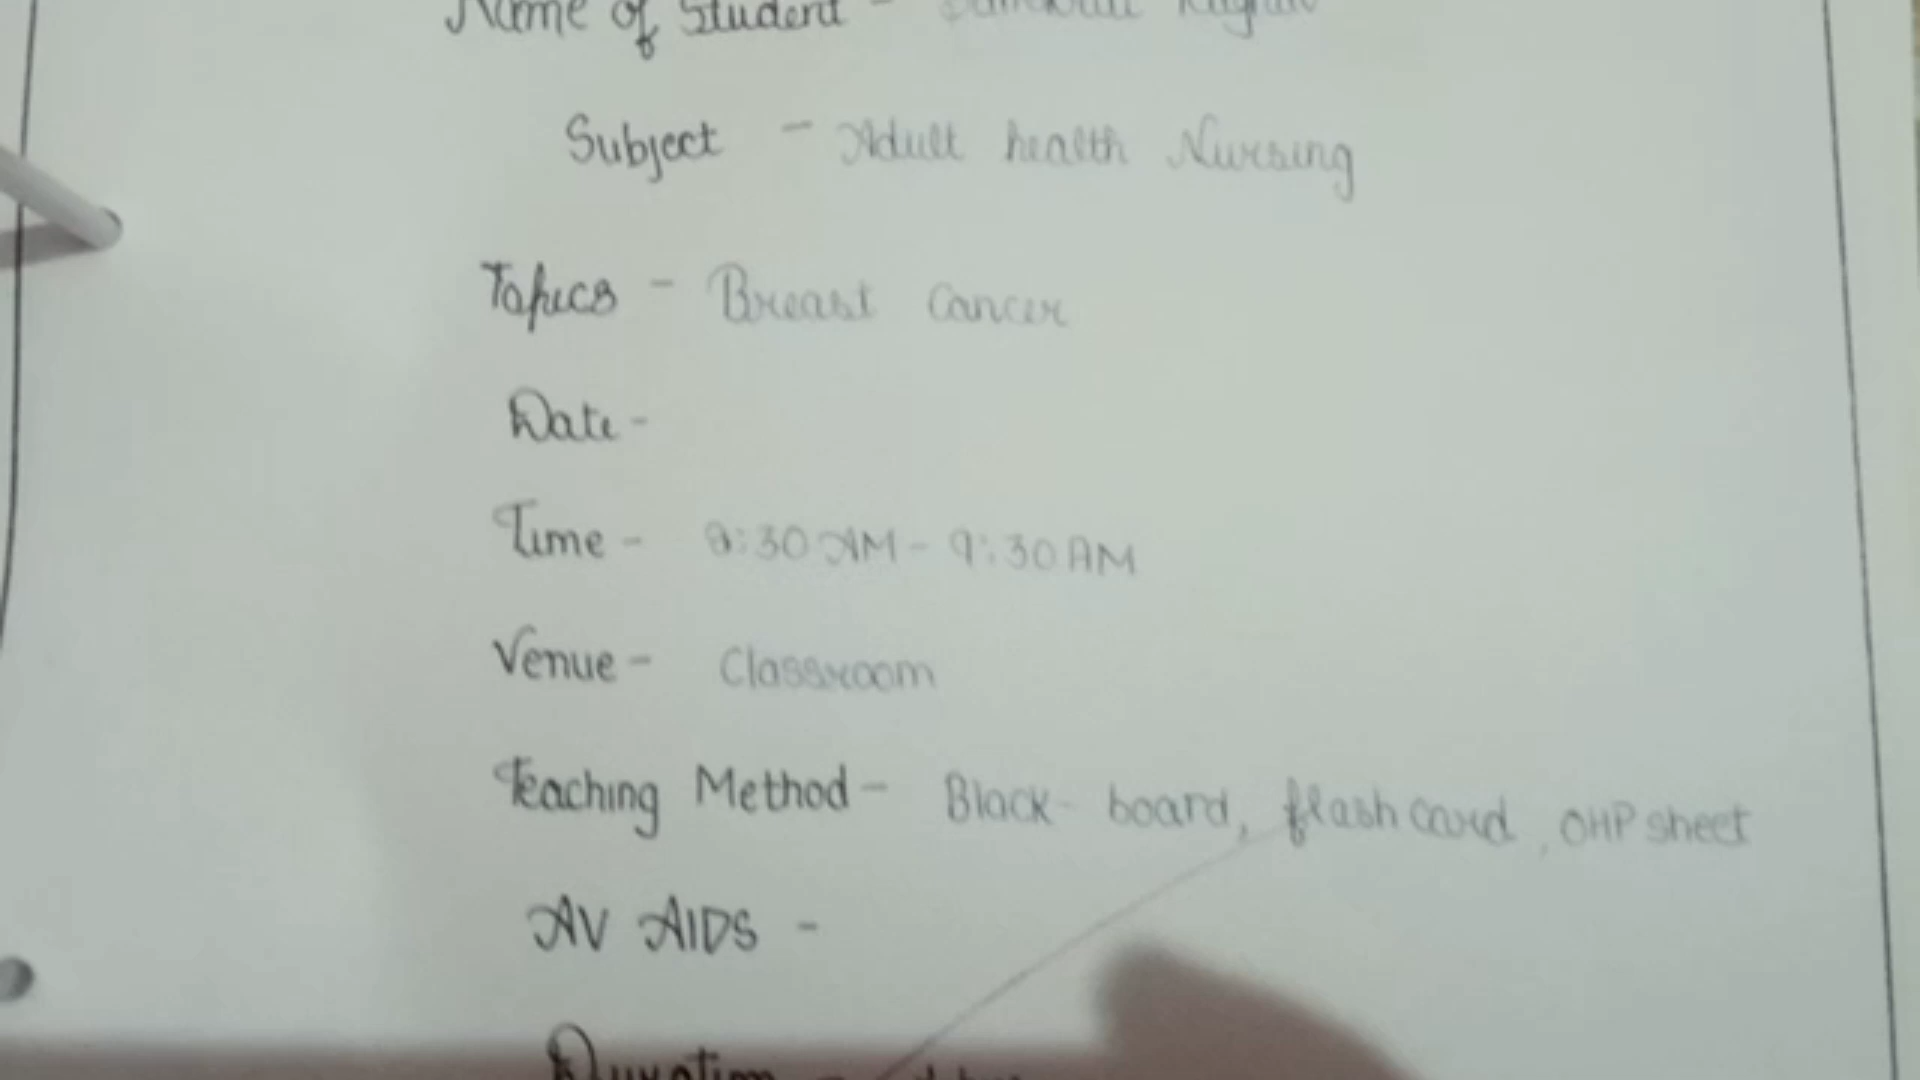 Name of Student -
Subject - Adult health Nursing
Topics - Breast Cancer
Date -
Time - 8:30 AM - 9:30 AM
Venue - Classroom
Teaching Method - Black - board, flash card, OHP sheet
AV AIDS -
Duration -